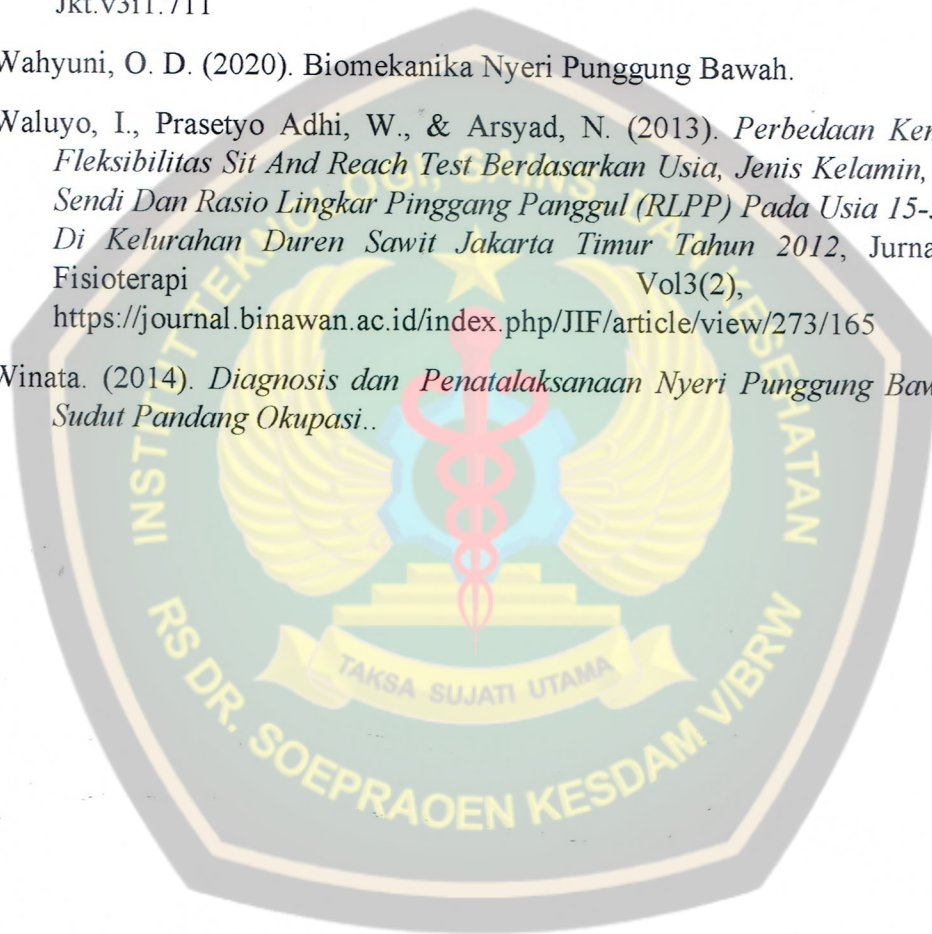 Jkt.v3i1.711
Wahyuni, O. D. (2020). Biomekanika Nyeri Punggung Bawah.
Waluyo, I., Prasetyo Adhi, W., & Arsyad, N. (2013). Perbedaan
Fleksibilitas Sit And Reach Test Berdasarkan Usia, Jenis Kelamin,
Sendi Dan Rasio Lingkar Pinggang Panggul (RLPP) Pada Usia 15-
Di Kelurahan Duren Sawit Jakarta Timur Tahun 2012,
Fisioterapi Vol3(2),
https://journal.binawan.ac.id/index.php/JIF/article/view/273/165
Winata. (2014). Diagnosis dan Penatalaksanaan Nyeri Punggung
Sudut Pandang Okupasi..
INSTITUT TEKNOLOGI, SAINS, DAN KESEHATAN
TAKSA SUJATI UTAMA
RS DR. SOEPRAOEN KESDAM V/BRW